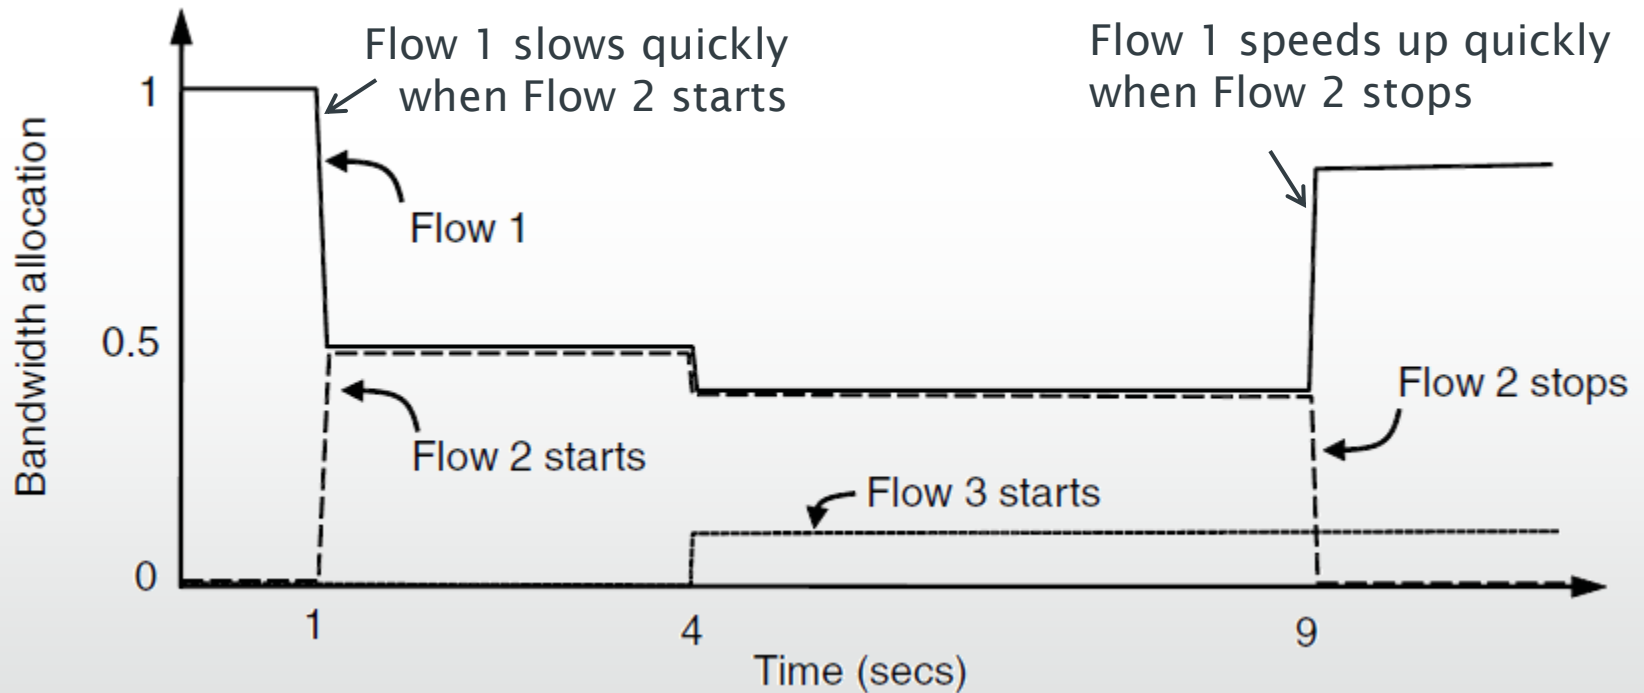 Flow 1 slows quickly
when Flow 2 starts
Flow 1 speeds up quickly
when Flow 2 stops
1
Flow 1
Bandwidth allocation
0.5
Flow 2 stops
Flow 2 starts
Flow 3 starts
0
1
4
9
Time (secs)